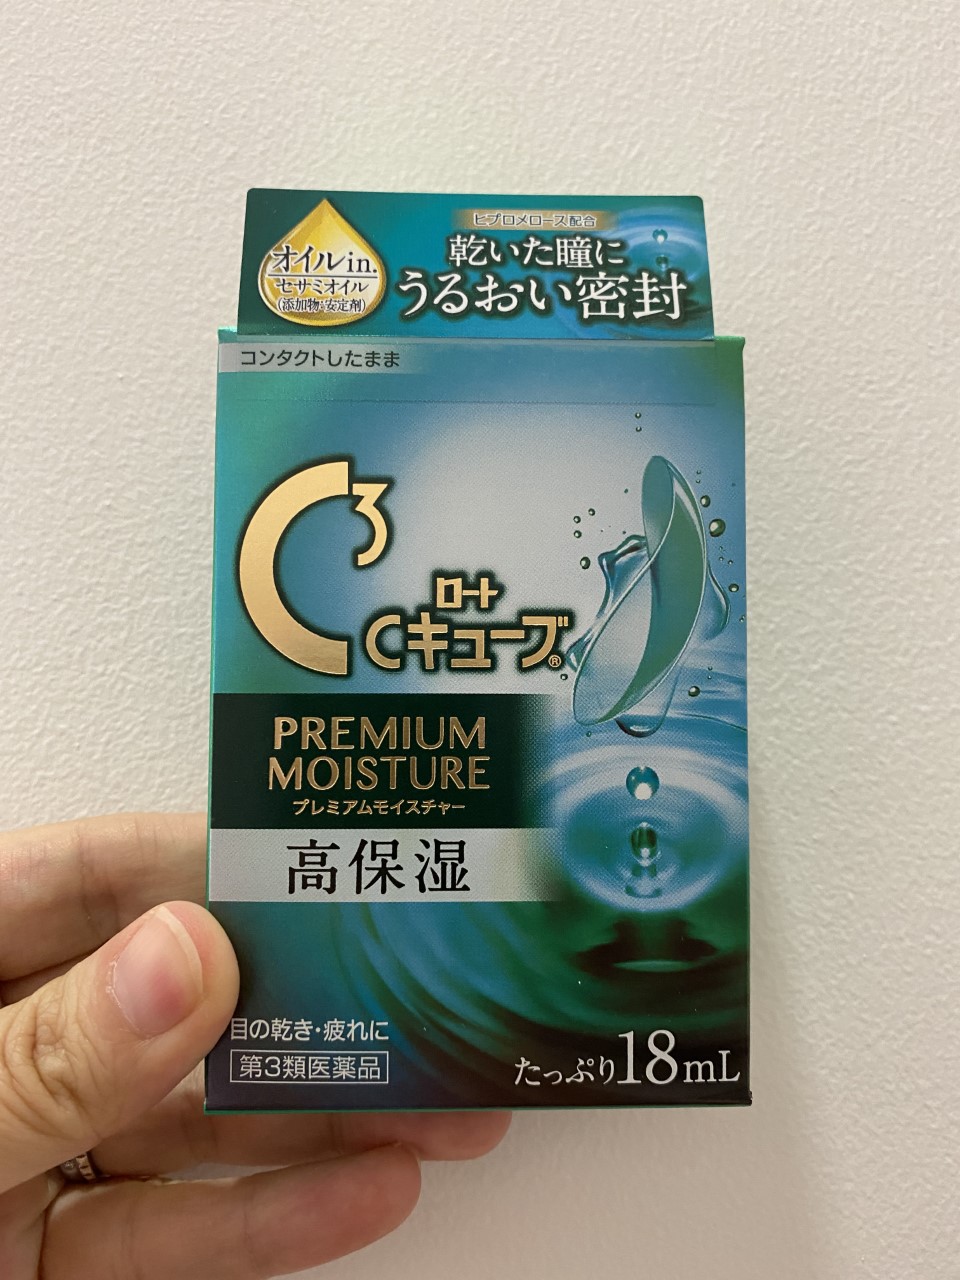 オイルin.
セサミオイル
(添加物:安定剤)
ヒプロメロース配合
乾いた瞳に
うるおい密封
コンタクトしたまま
C3
ロート
Cキューブ®
PREMIUM
MOISTURE
プレミアムモイスチャー
高保湿
目の乾き・疲れに
第3類医薬品
たっぷり18mL